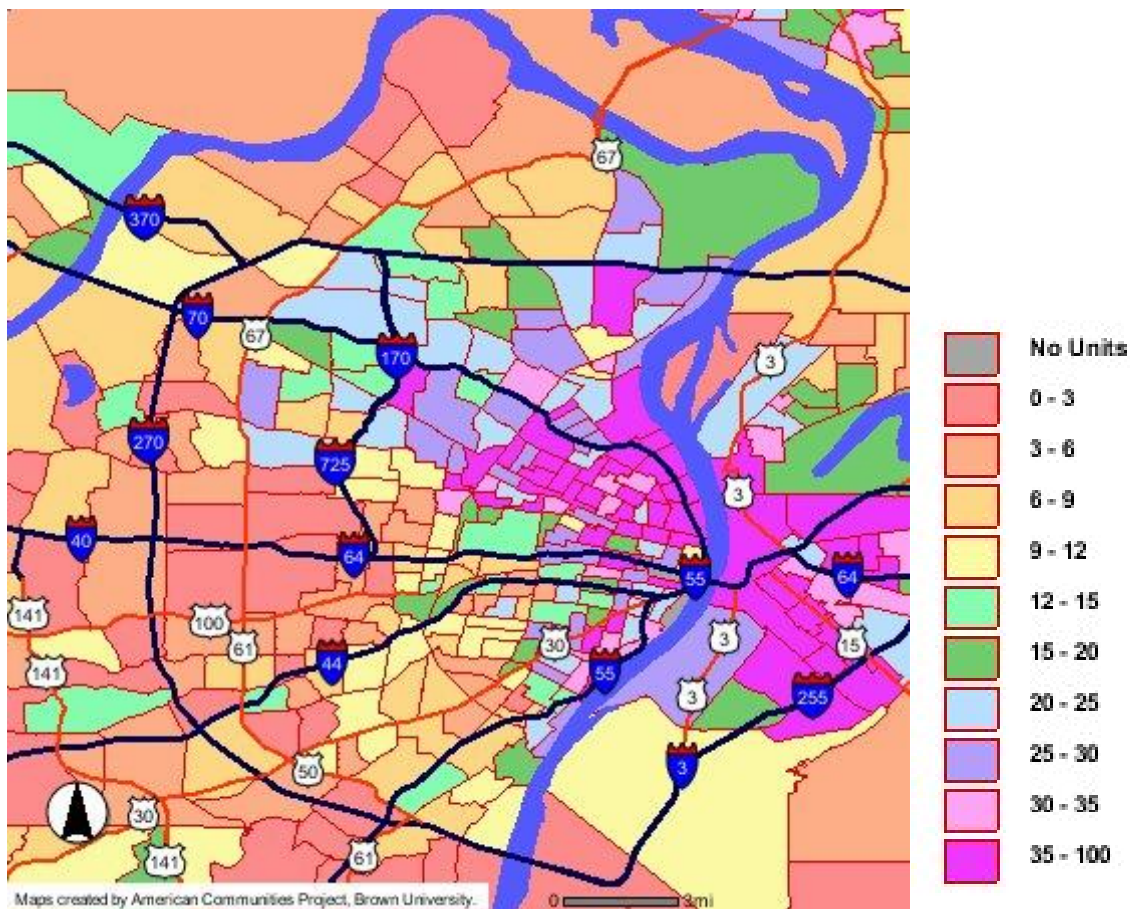 67
370
70
67
3
170
270
725
3
40
64
55
64
141
100
61
30
3
15
141
44
55
3
255
50
3
30
141
61
Maps created by American Communities Project, Brown University.
0 3mi
No Units
0 - 3
3 - 6
6 - 9
9 - 12
12 - 15
15 - 20
20 - 25
25 - 30
30 - 35
35 - 100